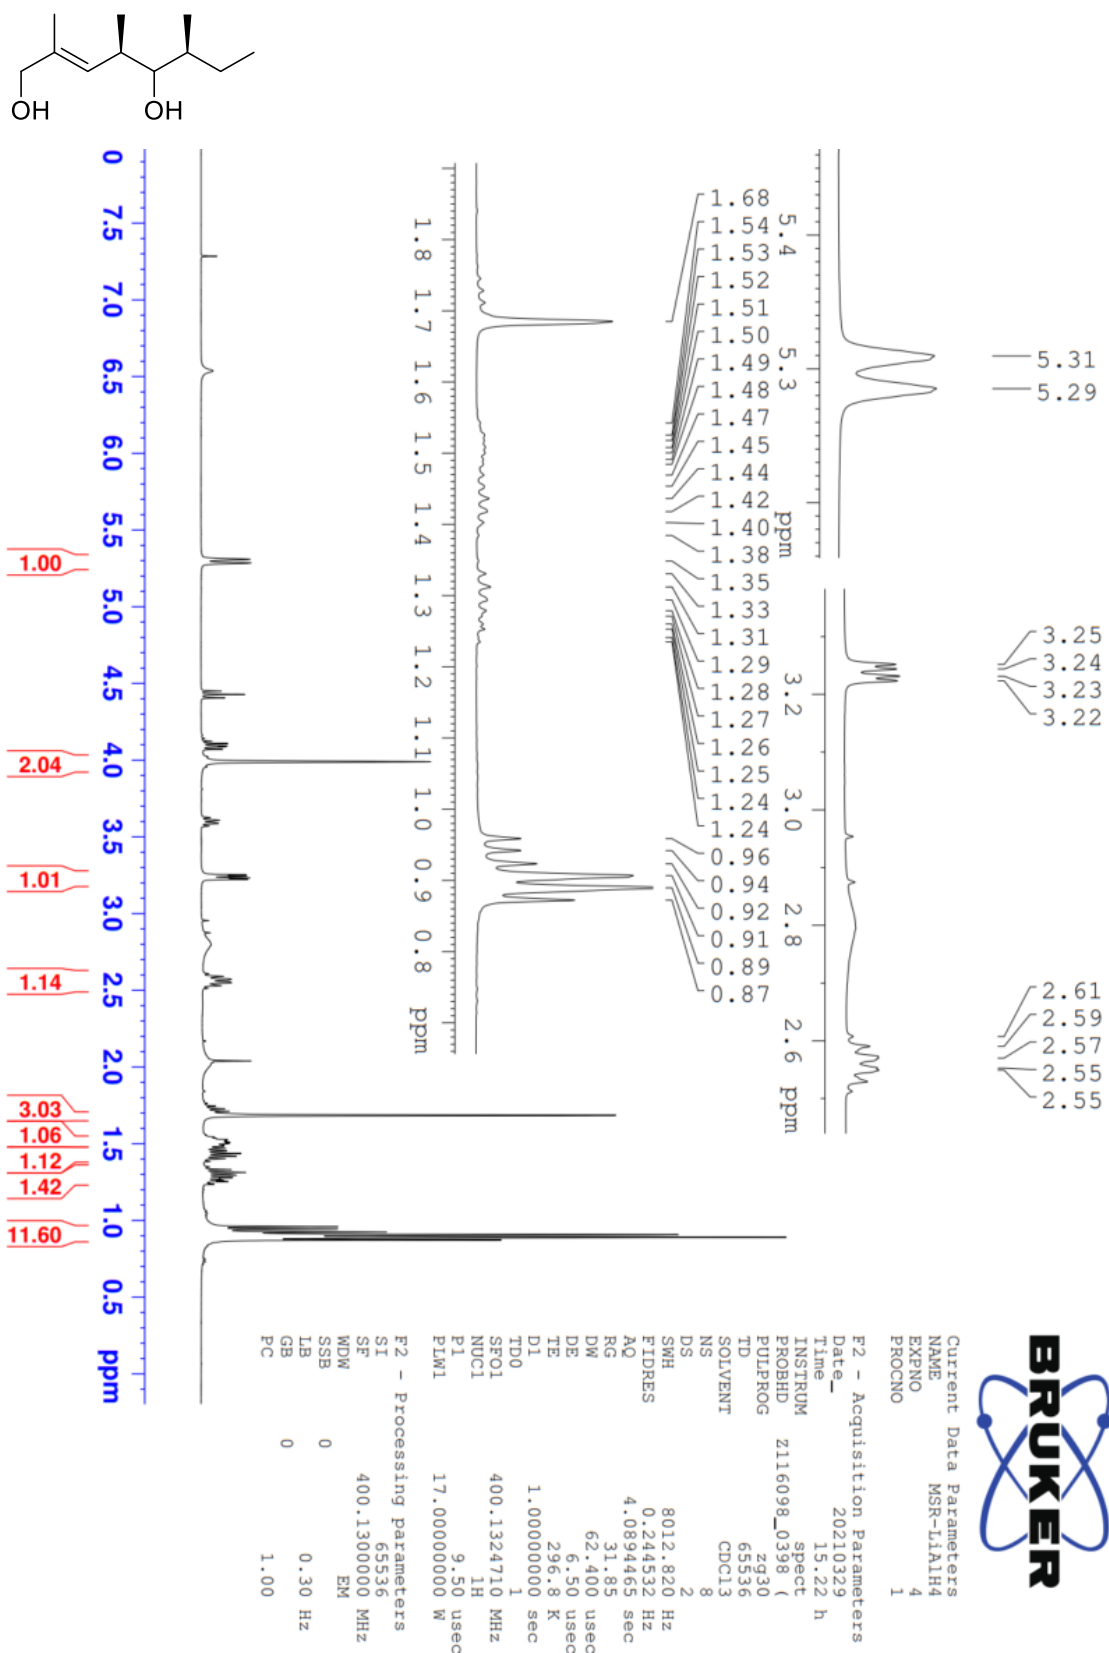 OH
OH
5.31
5.29
5.4
5.3
ppm
3.25
3.24
3.23
3.22
2.61
2.59
2.57
2.55
2.55
3.2
3.0
2.8
2.6
ppm
1.68
1.54
1.53
1.52
1.51
1.50
1.49
1.48
1.47
1.45
1.44
1.42
1.40
1.38
1.35
1.33
1.31
1.29
1.28
1.27
1.26
1.25
1.24
1.24
0.96
0.94
0.92
0.91
0.89
0.87
1.8
1.7
1.6
1.5
1.4
1.3
1.2
1.1
1.0
0.9
0.8
ppm
0
7.5
7.0
6.5
6.0
5.5
5.0
4.5
4.0
3.5
3.0
2.5
2.0
1.5
1.0
0.5
ppm
1.00
2.04
1.01
1.14
3.03
1.06
1.12
1.42
11.60
BRUKER
Current Data Parameters
NAME MSR-LiAlH4
EXPNO 4
PROCNO 1
F2 - Acquisition Parameters
Date_ 20210329
Time 15.22 h
INSTRUM spect
PROBHD Z116098_0398 (
PULPROG zg30
TD 65536
SOLVENT CDCl3
NS 8
DS 2
SWH 8012.820 Hz
FIDRES 0.244532 Hz
AQ 4.0894465 sec
RG 31.85
DW 62.400 usec
DE 6.50 usec
TE 296.8 K
D1 1.00000000 sec
TD0 1
SFO1 400.1324710 MHz
NUC1 1H
P1 9.50 usec
PLW1 17.00000000 W
F2 - Processing parameters
SI 65536
SF 400.1300000 MHz
WDW EM
SSB 0
LB 0.30 Hz
GB 0
PC 1.00